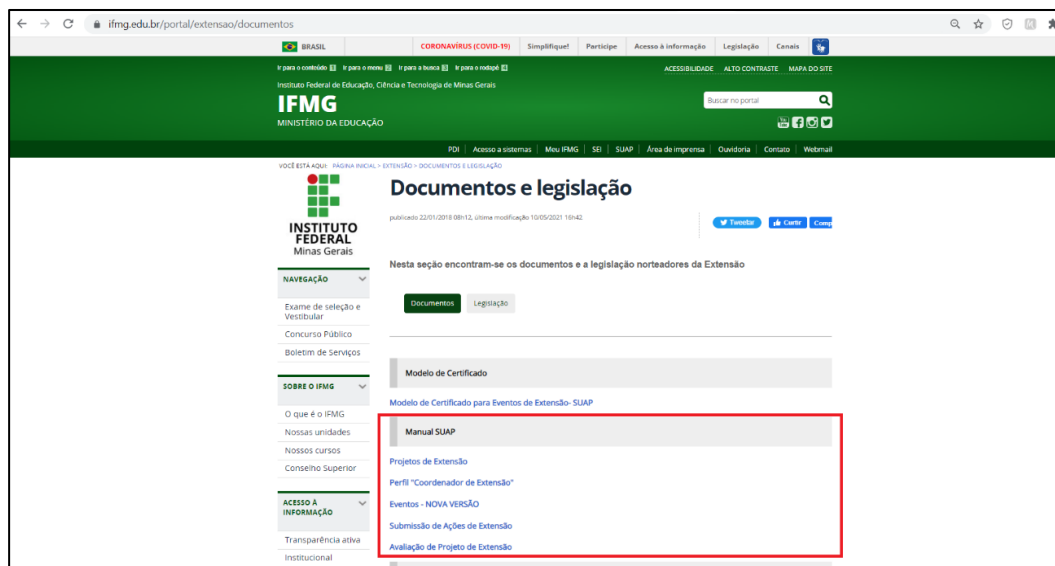 ifmg.edu.br/portal/extensao/documentos
BRASIL
CORONAVÍRUS (COVID-19)
Simplifique!
Participe
Acesso à informação
Legislação
Canais
Ir para o conteúdo 1 Ir para o menu 2 Ir para a busca 3 Ir para o rodapé 4
ACESSIBILIDADE ALTO CONTRASTE MAPA DO SITE
Instituto Federal de Educação, Ciência e Tecnologia de Minas Gerais
IFMG
MINISTÉRIO DA EDUCAÇÃO
Buscar no portal
PDI | Acesso a sistemas | Meu IFMG | SEI | SUAP | Área de imprensa | Ouvidoria | Contato | Webmail
VOCÊ ESTÁ AQUI: PÁGINA INICIAL > EXTENSÃO > DOCUMENTOS E LEGISLAÇÃO
INSTITUTO
FEDERAL
Minas Gerais
NAVEGAÇÃO
Exame de seleção e
Vestibular
Concurso Público
Boletim de Serviços
SOBRE O IFMG
O que é o IFMG
Nossas unidades
Nossos cursos
Conselho Superior
ACESSO À
INFORMAÇÃO
Transparência ativa
Institucional
Documentos e legislação
publicado 22/01/2018 08h12, última modificação 10/05/2021 16h42
Tweetar
Curtir
Comp
Nesta seção encontram-se os documentos e a legislação norteadores da Extensão
Documentos
Legislação
Modelo de Certificado
Modelo de Certificado para Eventos de Extensão- SUAP
Manual SUAP
Projetos de Extensão
Perfil "Coordenador de Extensão"
Eventos - NOVA VERSÃO
Submissão de Ações de Extensão
Avaliação de Projeto de Extensão